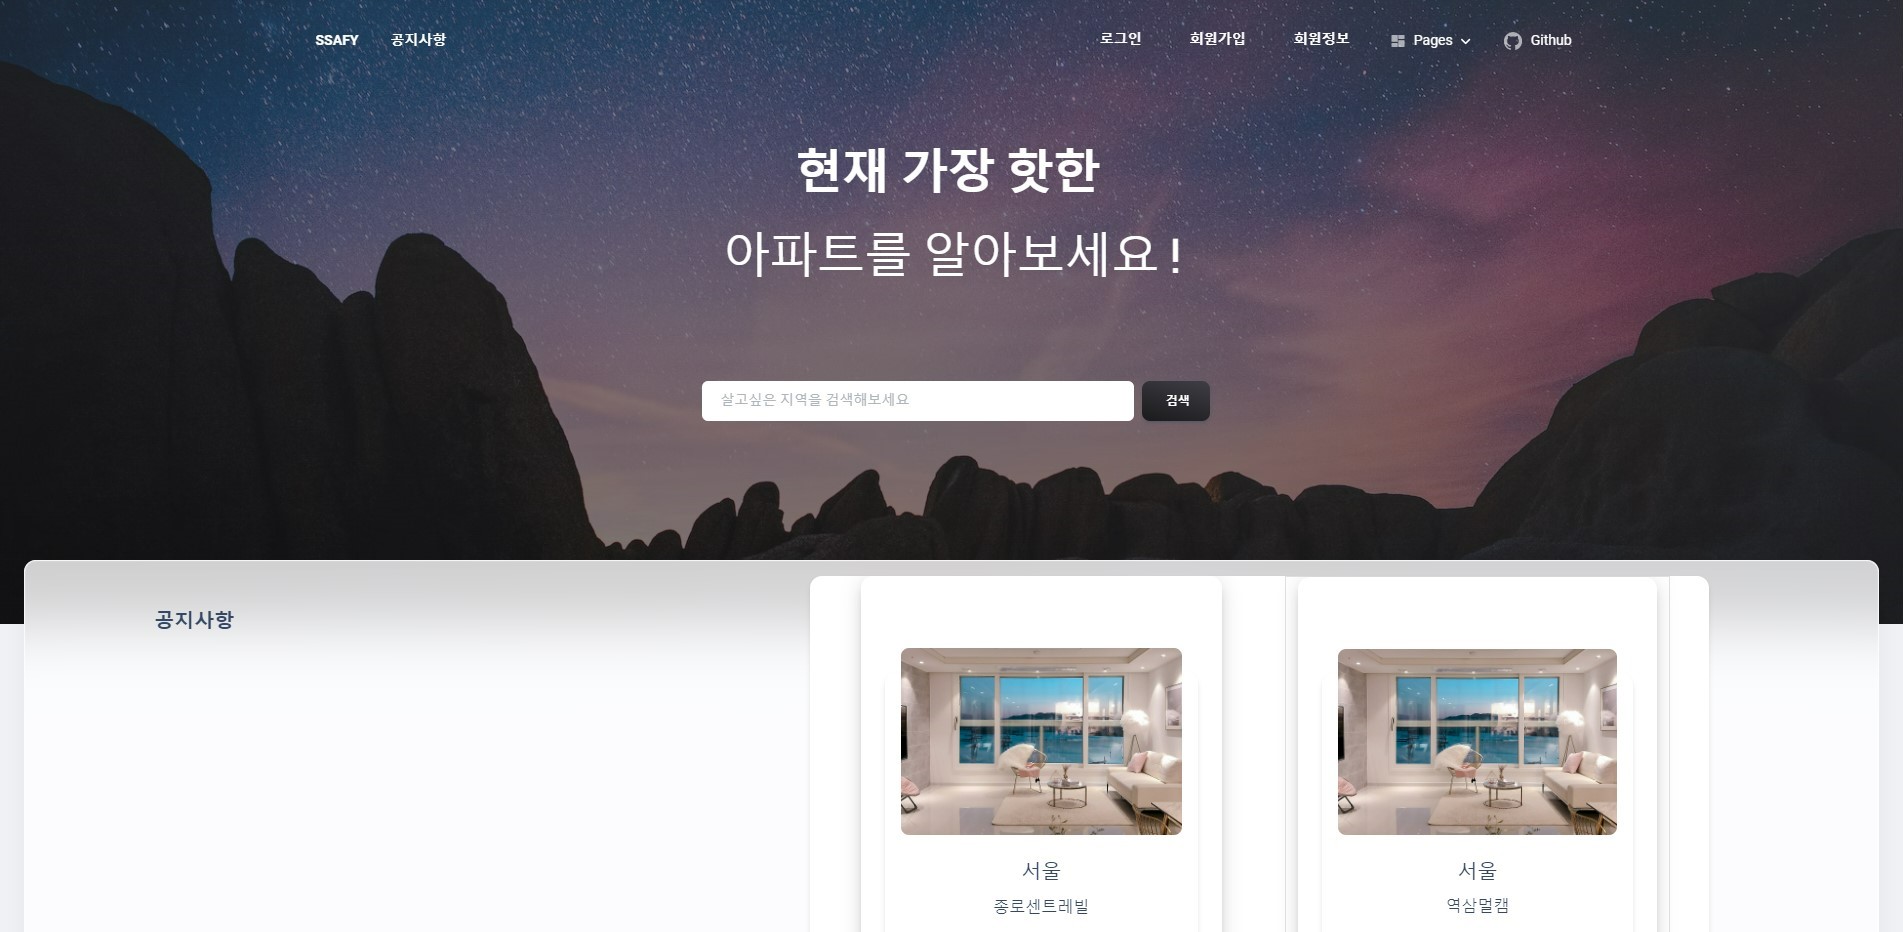 SSAFY 공지사항 로그인 회원가입 회원정보 Pages Github
현재 가장 핫한
아파트를 알아보세요!
살고싶은 지역을 검색해보세요 검색
공지사항
서울 서울
종로센트레빌 역삼멀캠